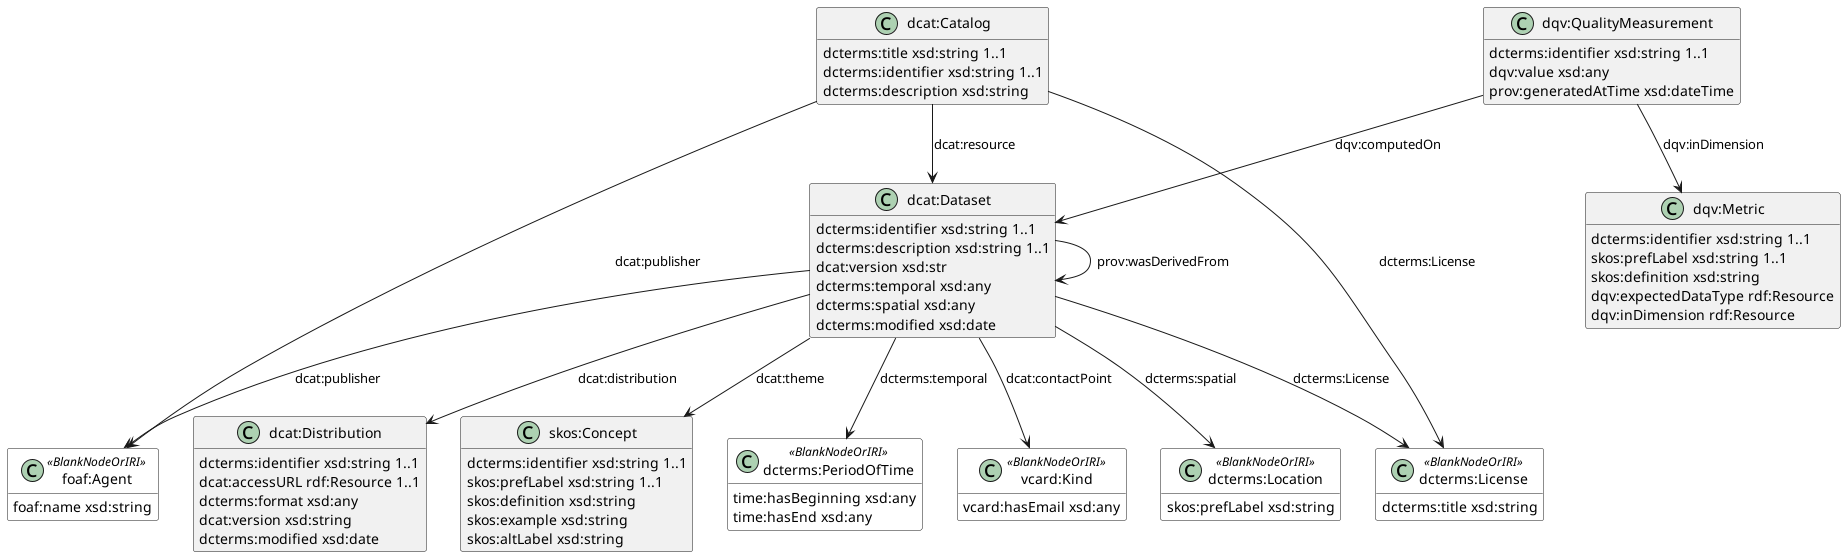 C dcat:Catalog
dcterms:title xsd:string 1..1
dcterms:identifier xsd:string 1..1
dcterms:description xsd:string
C dqv:QualityMeasurement
dcterms:identifier xsd:string 1..1
dqv:value xsd:any
prov:generatedAtTime xsd:dateTime
dcat:resource
dqv:computedOn
dqv:inDimension
C dcat:Dataset
dcterms:identifier xsd:string 1..1
dcterms:description xsd:string 1..1
dcat:version xsd:str
dcterms:temporal xsd:any
dcterms:spatial xsd:any
dcterms:modified xsd:date
C dqv:Metric
dcterms:identifier xsd:string 1..1
skos:prefLabel xsd:string 1..1
skos:definition xsd:string
dqv:expectedDataType rdf:Resource
dqv:inDimension rdf:Resource
dcat:publisher
prov:wasDerivedFrom
dcterms:License
dcat:publisher
dcat:distribution
dcat:theme
dcterms:temporal
dcat:contactPoint
dcterms:spatial
dcterms:License
C «BlankNodeOrIRI»
foaf:Agent
foaf:name xsd:string
C dcat:Distribution
dcterms:identifier xsd:string 1..1
dcat:accessURL rdf:Resource 1..1
dcterms:format xsd:any
dcat:version xsd:string
dcterms:modified xsd:date
C skos:Concept
dcterms:identifier xsd:string 1..1
skos:prefLabel xsd:string 1..1
skos:definition xsd:string
skos:example xsd:string
skos:altLabel xsd:string
C «BlankNodeOrIRI»
dcterms:PeriodOfTime
time:hasBeginning xsd:any
time:hasEnd xsd:any
C «BlankNodeOrIRI»
vcard:Kind
vcard:hasEmail xsd:any
C «BlankNodeOrIRI»
dcterms:Location
skos:prefLabel xsd:string
C «BlankNodeOrIRI»
dcterms:License
dcterms:title xsd:string